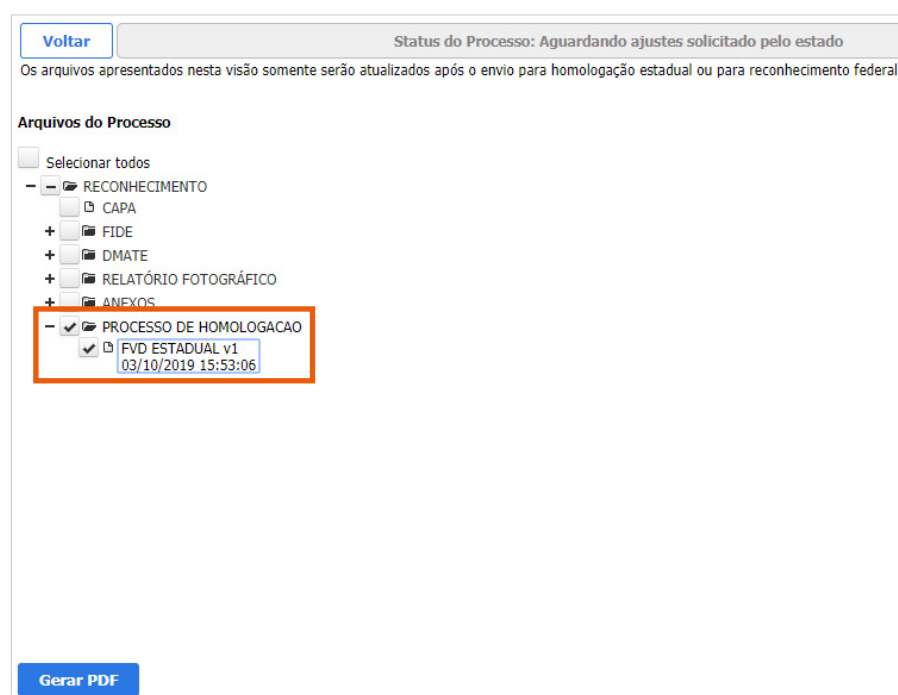 Voltar
Status do Processo: Aguardando ajustes solicitado pelo estado
Os arquivos apresentados nesta visão somente serão atualizados após o envio para homologação estadual ou para reconhecimento federal
Arquivos do Processo
Selecionar todos
RECONHECIMENTO
CAPA
FIDE
DMATE
RELATÓRIO FOTOGRÁFICO
ANEXOS
PROCESSO DE HOMOLOGACAO
FVD ESTADUAL v1
03/10/2019 15:53:06
Gerar PDF